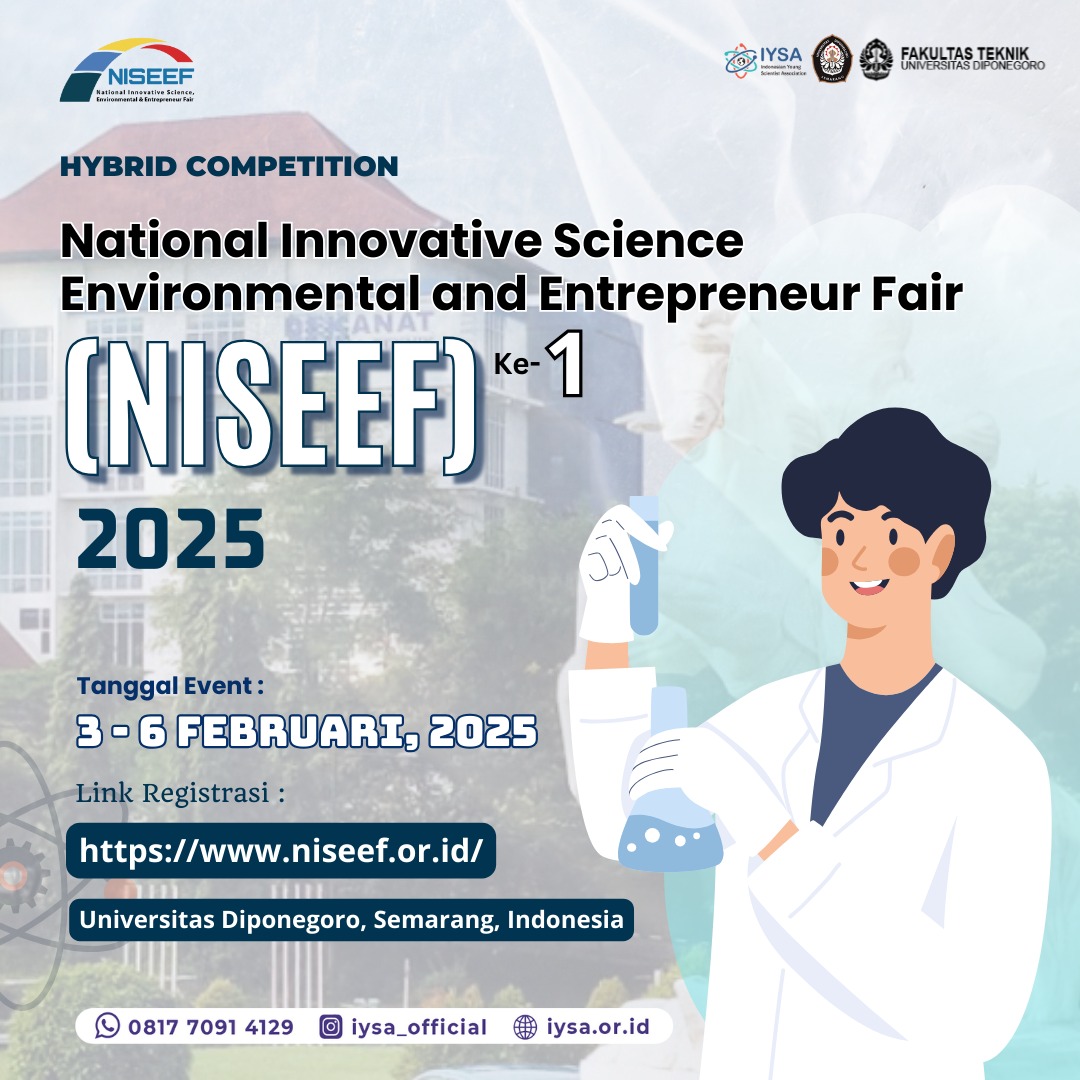 NISEEF
National Innovative Science,
Environmental & Entrepreneur Fair
IYSA
Indonesian Young
Scientist Association
FAKULTAS TEKNIK
UNIVERSITAS DIPONEGORO
HYBRID COMPETITION
National Innovative Science
Environmental and Entrepreneur Fair
DEKANAT
(NISEEF) Ke-1
2025
Tanggal Event :
3 - 6 FEBRUARI, 2025
Link Registrasi :
https://www.niseef.or.id/
Universitas Diponegoro, Semarang, Indonesia
0817 7091 4129 iysa_official iysa.or.id